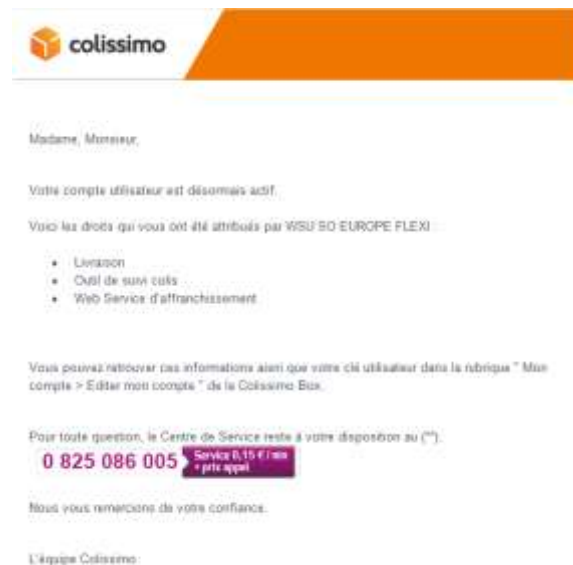 colissimo
Madame, Monsieur,
Votre compte utilisateur est désormais actif.
Voici les droits qui vous ont été attribués par WSU SO EUROPE FLEXI :
• Livraison
• Outil de suivi colis
• Web Service d'affranchissement
Vous pouvez retrouver ces informations ainsi que votre clé utilisateur dans la rubrique " Mon
compte > Editer mon compte " de la Colissimo Box.
Pour toute question, le Centre de Service reste à votre disposition au (**).
0 825 086 005 Service 0,15 € / min
+ prix appel
Nous vous remercions de votre confiance.
L'équipe Colissimo